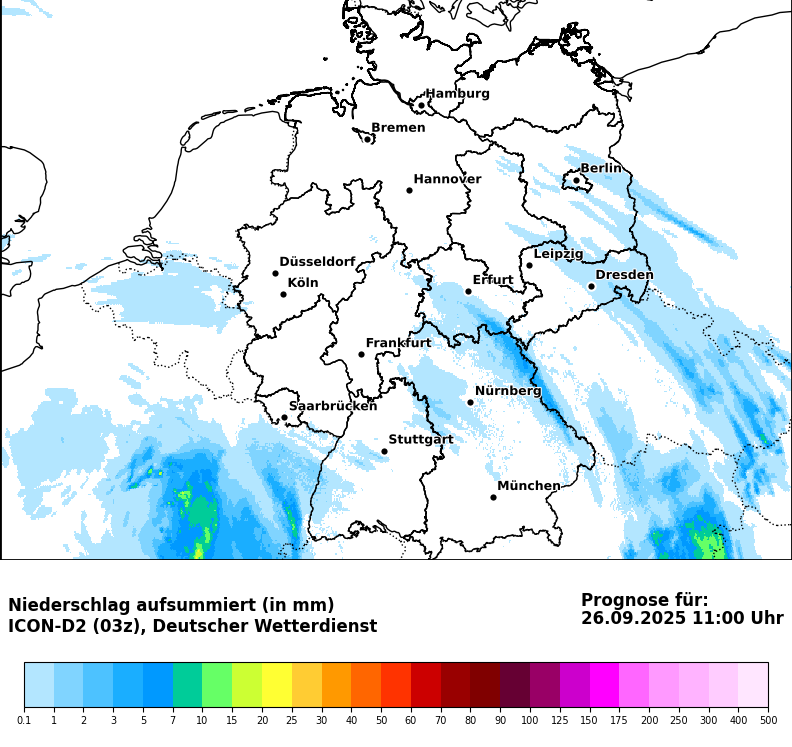 Hamburg
Bremen
Berlin
Hannover
Leipzig
Düsseldorf
Dresden
Köln
Erfurt
Frankfurt
Nürnberg
Saarbrücken
Stuttgart
München
Niederschlag aufsummiert (in mm)
ICON-D2 (03z), Deutscher Wetterdienst
Prognose für:
26.09.2025 11:00 Uhr
0.1 1 2 3 5 7 10 15 20 25 30 40 50 60 70 80 90 100 125 150 175 200 250 300 400 500